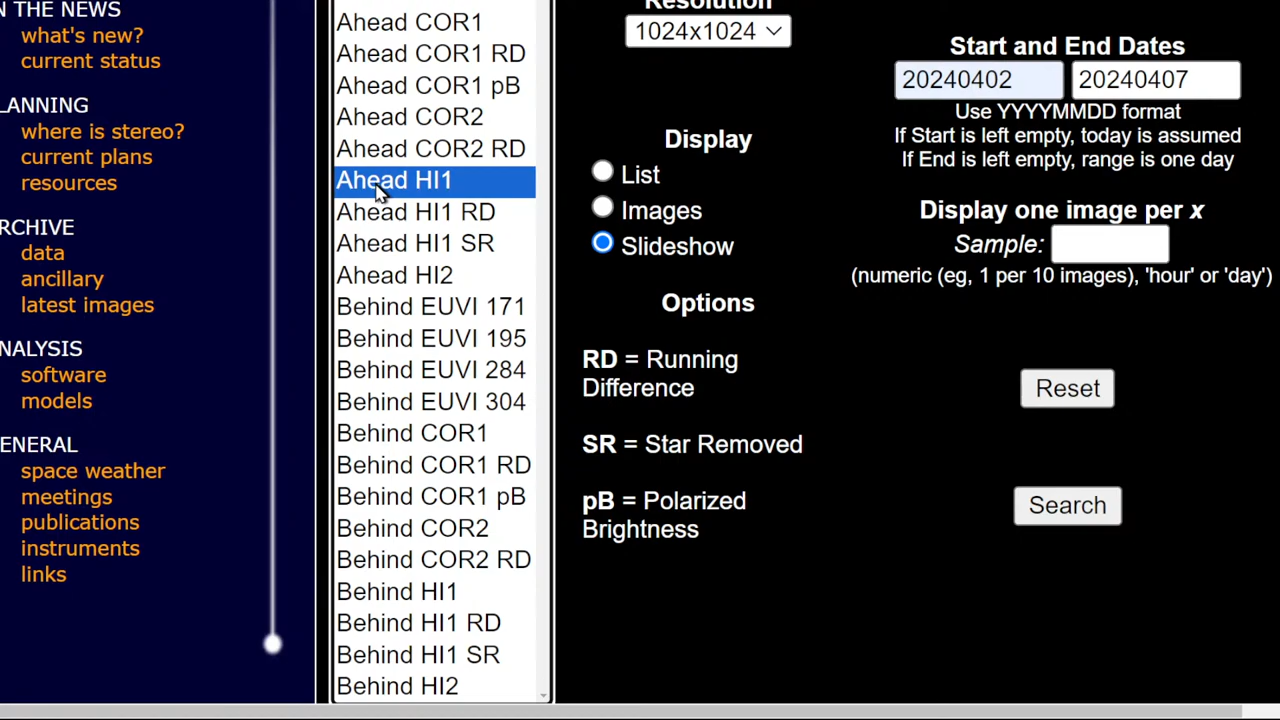 N THE NEWS
what's new?
current status
LANNING
where is stereo?
current plans
resources
RCHIVE
data
ancillary
latest images
NALYSIS
software
models
ENERAL
space weather
meetings
publications
instruments
links
Ahead COR1
Ahead COR1 RD
Ahead COR1 pB
Ahead COR2
Ahead COR2 RD
Ahead HI1
Ahead HI1 RD
Ahead HI1 SR
Ahead HI2
Behind EUVI 171
Behind EUVI 195
Behind EUVI 284
Behind EUVI 304
Behind COR1
Behind COR1 RD
Behind COR1 pB
Behind COR2
Behind COR2 RD
Behind HI1
Behind HI1 RD
Behind HI1 SR
Behind HI2
Resolution
1024x1024
Display
List
Images
Slideshow
Options
RD = Running
Difference
SR = Star Removed
pB = Polarized
Brightness
Start and End Dates
20240402 20240407
Use YYYYMMDD format
If Start is left empty, today is assumed
If End is left empty, range is one day
Display one image per x
Sample:
(numeric (eg, 1 per 10 images), 'hour' or 'day')
Reset
Search